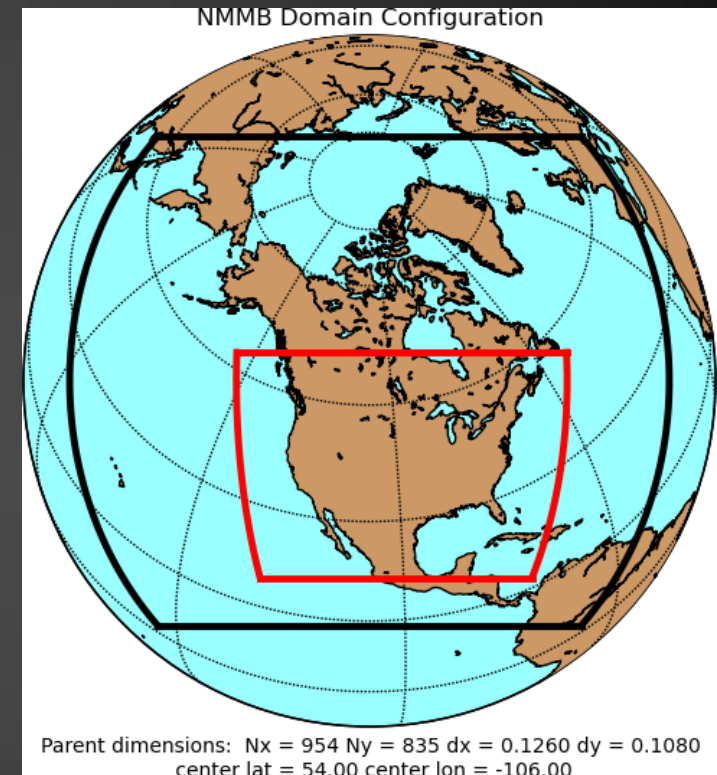 NMMB Domain Configuration
Parent dimensions:  Nx = 954 Ny = 835 dx = 0.1260 dy = 0.1080
center lat = 54.00 center lon = -106.00